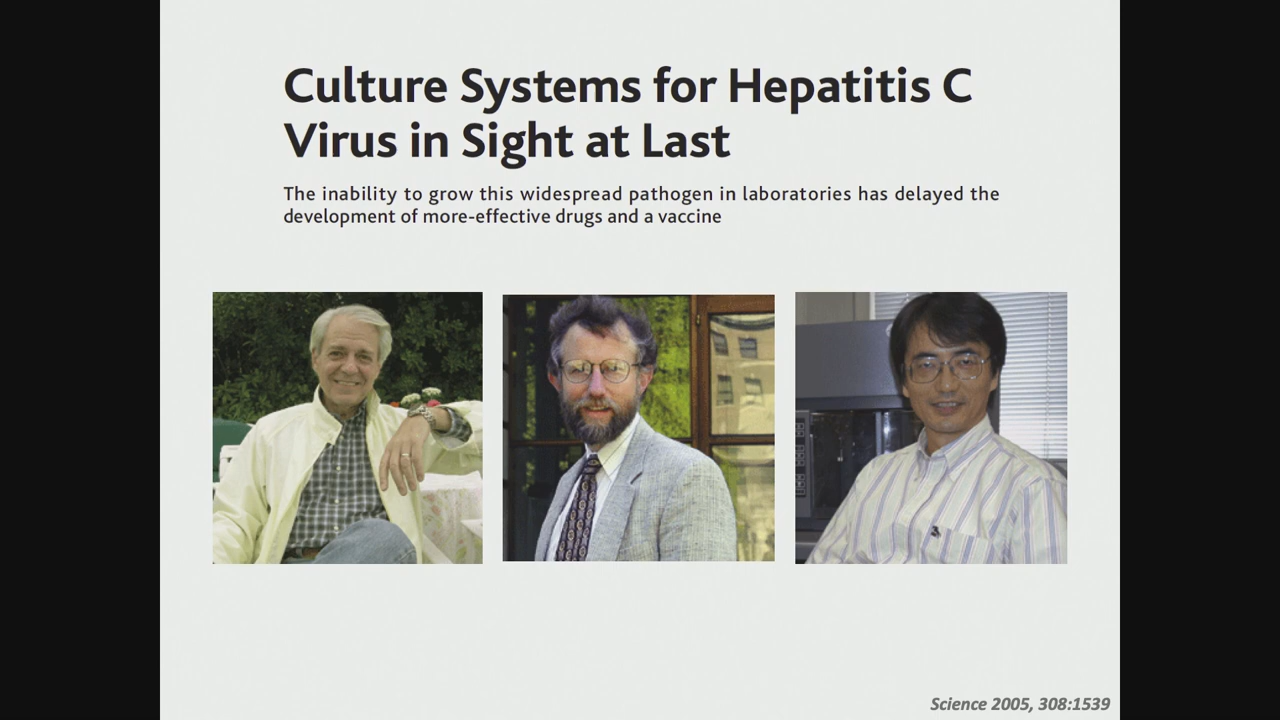 Culture Systems for Hepatitis C
Virus in Sight at Last
The inability to grow this widespread pathogen in laboratories has delayed the
development of more-effective drugs and a vaccine
Science 2005, 308:1539